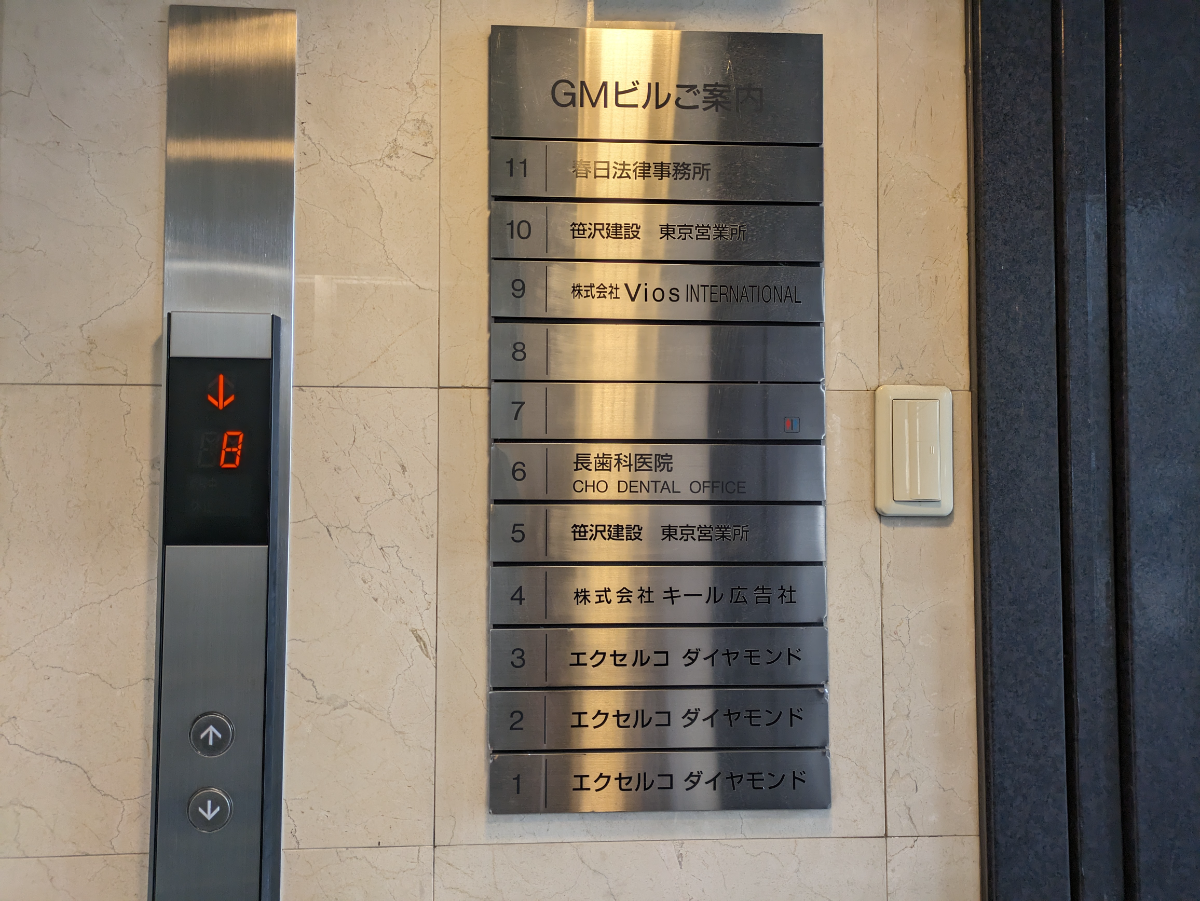 8
GMビルご案内
11 春日法律事務所
10 笹沢建設 東京営業所
9 株式会社 Vios INTERNATIONAL
8
7
6 長歯科医院
CHO DENTAL OFFICE
5 笹沢建設 東京営業所
4 株式会社 キール広告社
3 エクセルコ ダイヤモンド
2 エクセルコ ダイヤモンド
1 エクセルコ ダイヤモンド